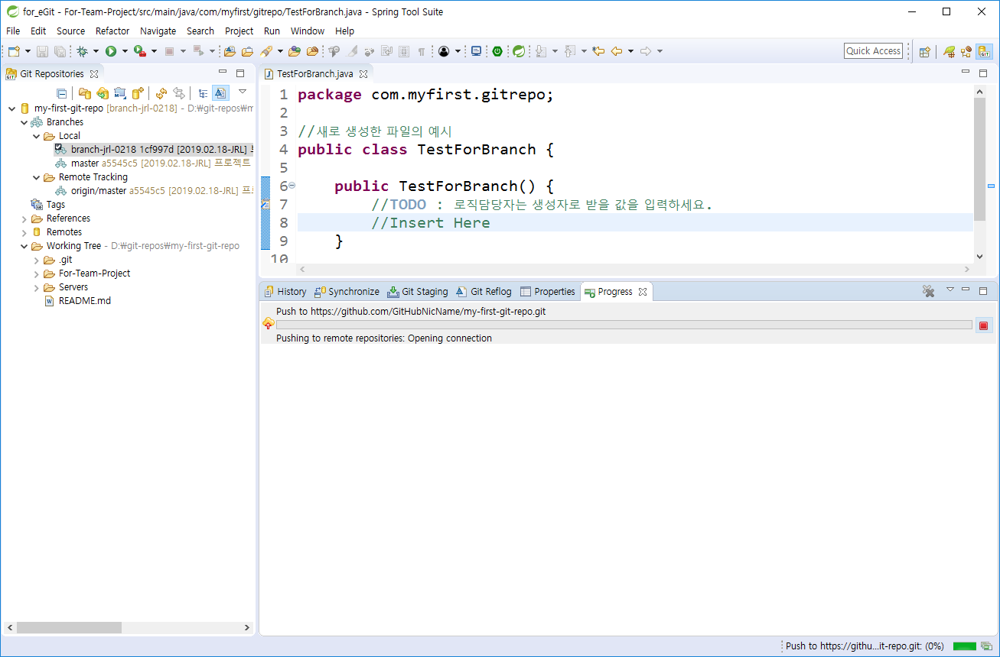 for_eGit - For-Team-Project/src/main/java/com/myfirst/gitrepo/TestForBranch.java - Spring Tool Suite
File Edit Source Refactor Navigate Search Project Run Window Help
Quick Access
GIT
Git Repositories
my-first-git-repo [branch-jrl-0218] - D:₩git-repos₩m
Branches
Local
branch-jrl-0218 1cf997d [2019.02.18-JRL]
master a5545c5 [2019.02.18-JRL] 프로젝트
Remote Tracking
origin/master a5545c5 [2019.02.18-JRL]
Tags
References
Remotes
Working Tree - D:₩git-repos₩my-first-git-repo
.git
For-Team-Project
Servers
README.md
TestForBranch.java
1 package com.myfirst.gitrepo;
2
3 //새로 생성한 파일의 예시
4 public class TestForBranch {
5
6 public TestForBranch() {
7 //TODO : 로직담당자는 생성자로 받을 값을 입력하세요.
8 //Insert Here
9 }
10
History Synchronize Git Staging Git Reflog Properties Progress
Push to https://github.com/GitHubNicName/my-first-git-repo.git
Pushing to remote repositories: Opening connection
Push to https://githu...it-repo.git: (0%)